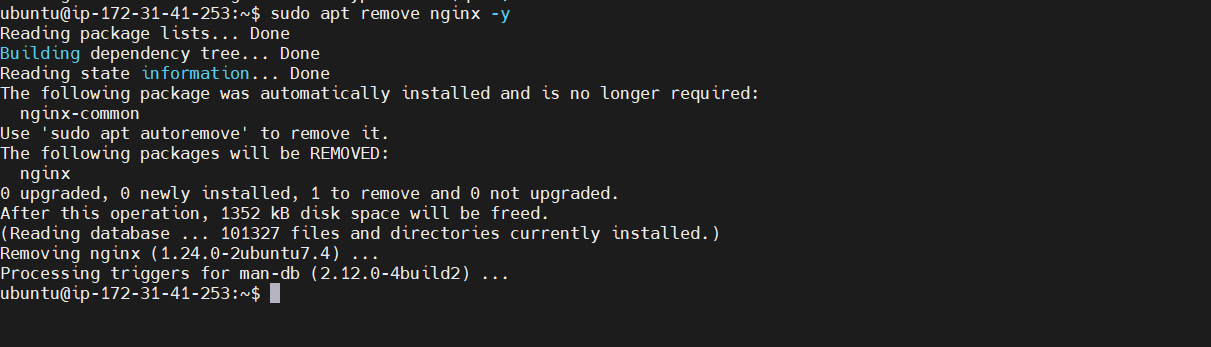 ubuntu@ip-172-31-41-253:~$ sudo apt remove nginx -y
Reading package lists... Done
Building dependency tree... Done
Reading state information... Done
The following package was automatically installed and is no longer required:
  nginx-common
Use 'sudo apt autoremove' to remove it.
The following packages will be REMOVED:
  nginx
0 upgraded, 0 newly installed, 1 to remove and 0 not upgraded.
After this operation, 1352 kB disk space will be freed.
(Reading database ... 101327 files and directories currently installed.)
Removing nginx (1.24.0-2ubuntu7.4) ...
Processing triggers for man-db (2.12.0-4build2) ...
ubuntu@ip-172-31-41-253:~$